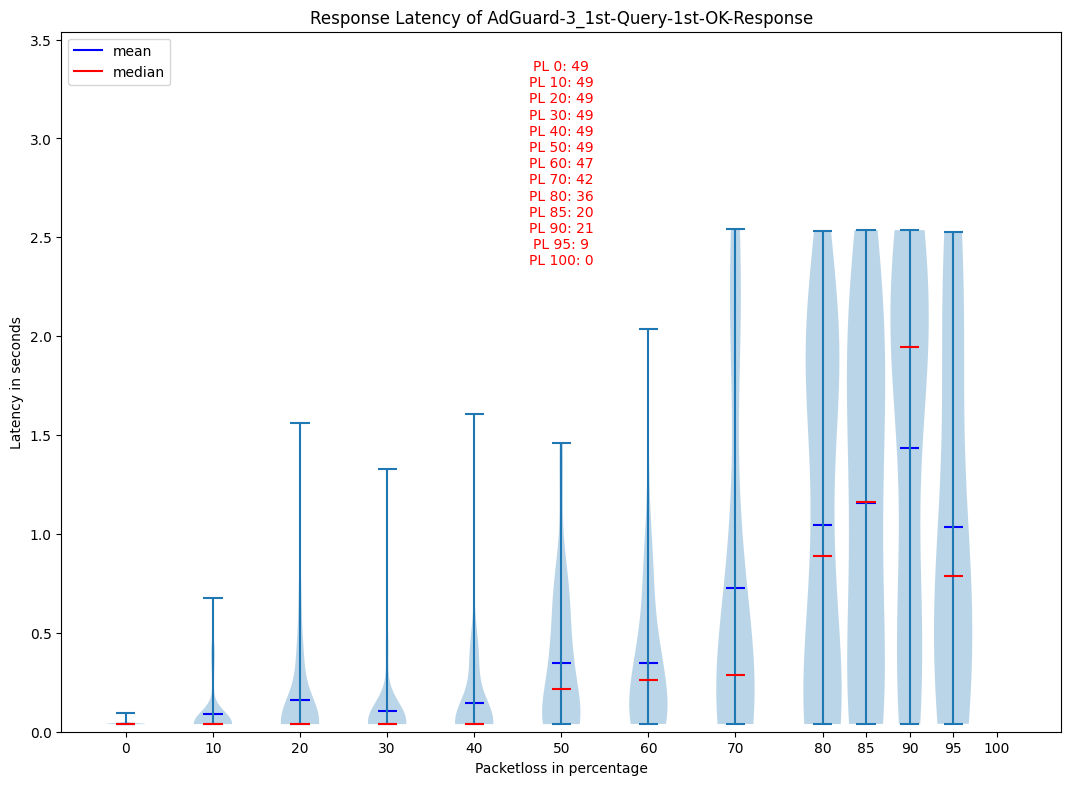 Response Latency of AdGuard-3_1st-Query-1st-OK-Response
mean
median
PL 0: 49
PL 10: 49
PL 20: 49
PL 30: 49
PL 40: 49
PL 50: 49
PL 60: 47
PL 70: 42
PL 80: 36
PL 85: 20
PL 90: 21
PL 95: 9
PL 100: 0
Latency in seconds
3.5
3.0
2.5
2.0
1.5
1.0
0.5
0.0
0 10 20 30 40 50 60 70 80 85 90 95 100
Packetloss in percentage